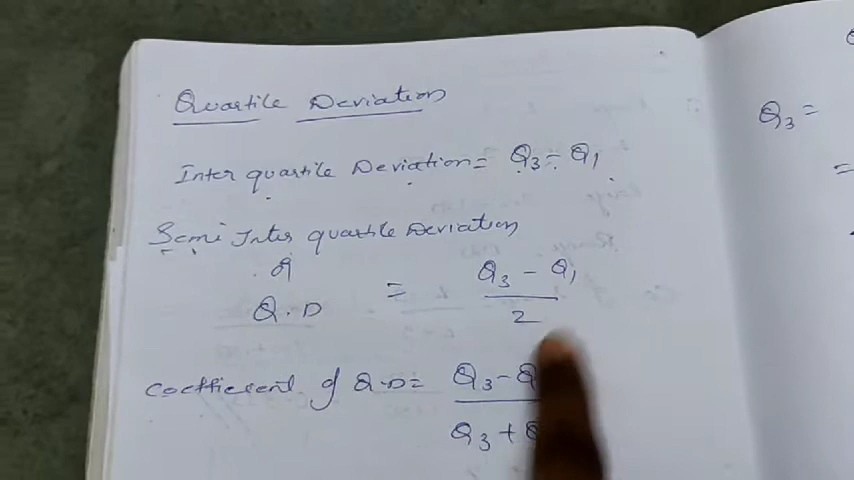 Quartile Deviation
Inter quartile Deviation = Q3 - Q1
Semi Inter quartile Deviation
or
Q.D = Q3 - Q1
2
Coefficient of Q.D = Q3 - Q
Q3 + Q
Q3 =
=